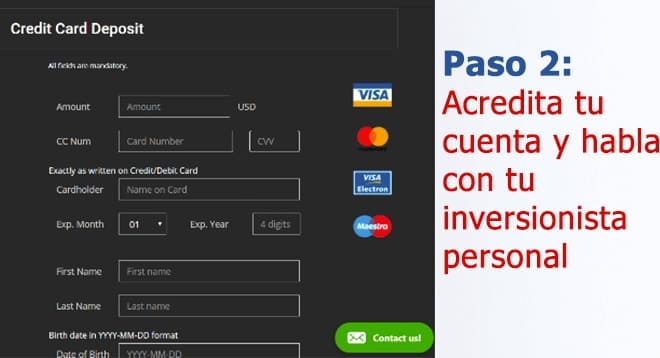 Credit Card Deposit
All fields are mandatory.
Amount Amount USD
CC Num Card Number CVV
Exactly as written on Credit/Debit Card
Cardholder Name on Card
Exp. Month 01 Exp. Year 4 digits
First Name First name
Last Name Last name
Birth date in YYYY-MM-DD format
Date of Birth YYYY-MM-DD
VISA
VISA
Electron
Maestro
Contact us!
Paso 2:
Acredita tu
cuenta y habla
con tu
inversionista
personal